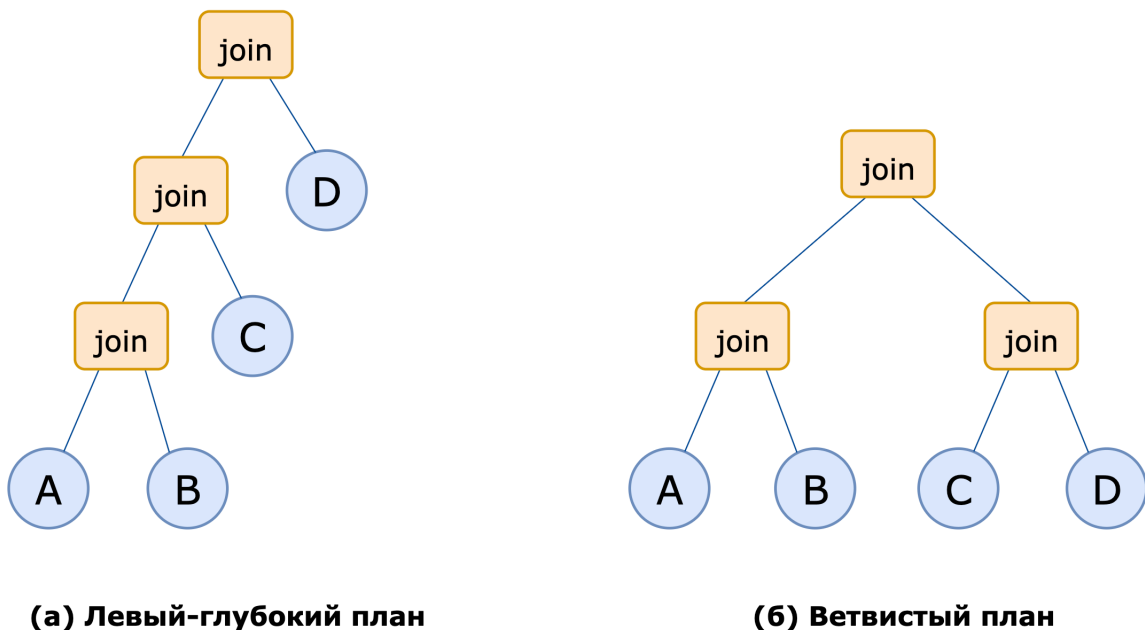 join
join
D
join
C
A
B
(а) Левый-глубокий план
join
join
join
A
B
C
D
(б) Ветвистый план